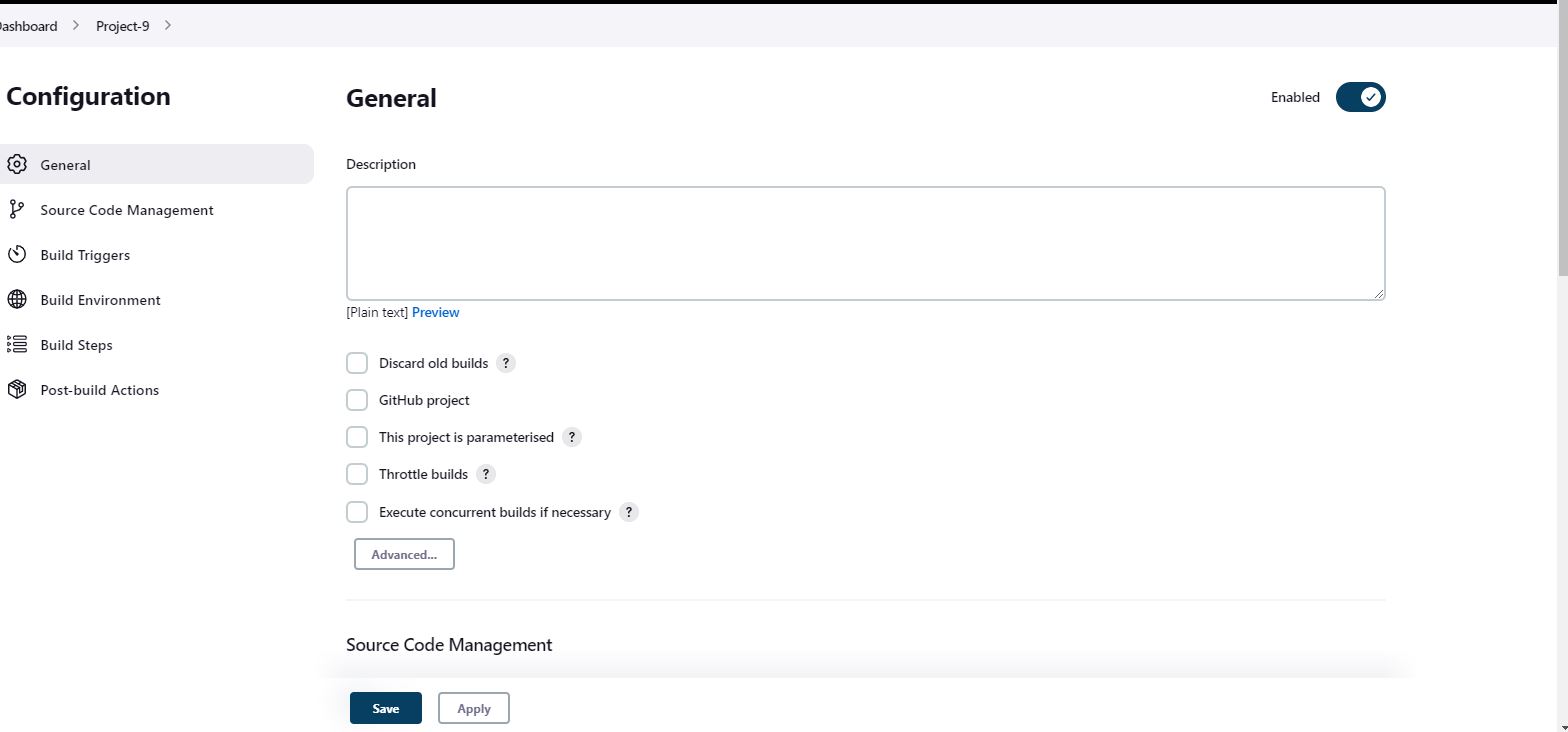 ashboard > Project-9 >
Configuration
General
Source Code Management
Build Triggers
Build Environment
Build Steps
Post-build Actions
General
Enabled
Description
[Plain text] Preview
Discard old builds ?
GitHub project
This project is parameterised ?
Throttle builds ?
Execute concurrent builds if necessary ?
Advanced...
Source Code Management
Save Apply